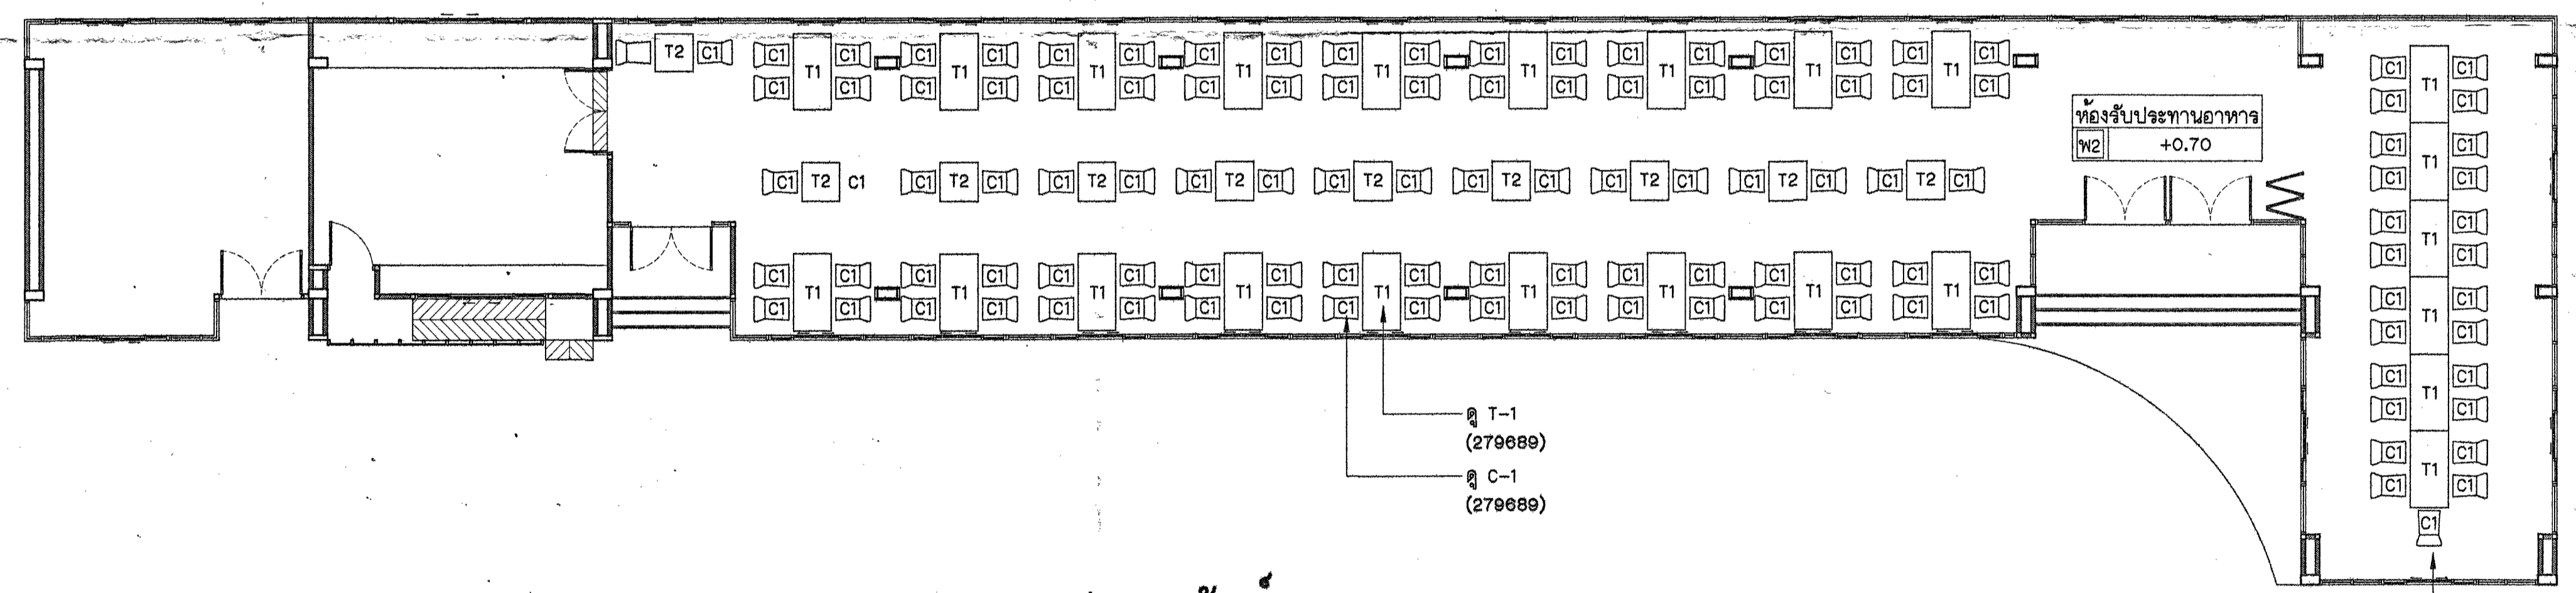 T2 C1 C1 C1 C1 C1 C1 C1 C1 C1 C1 C1 C1 C1 C1 C1 C1 C1 C1 C1
T1 T1 T1 T1 T1 T1 T1 T1 T1
C1 C1 C1 C1 C1 C1 C1 C1 C1 C1 C1 C1 C1 C1 C1 C1 C1 C1
ห้องรับประทานอาหาร
พ2 +0.70
C1 T2 C1 C1 T2 C1 C1 T2 C1 C1 T2 C1 C1 T2 C1 C1 T2 C1 C1 T2 C1 C1 T2 C1 C1 T2 C1
C1 C1 C1 C1 C1 C1 C1 C1 C1 C1 C1 C1 C1 C1 C1 C1 C1 C1
T1 T1 T1 T1 T1 T1 T1 T1 T1
C1 C1 C1 C1 C1 C1 C1 C1 C1 C1 C1 C1 C1 C1 C1 C1 C1 C1
ดู T-1
(279689)
ดู C-1
(279689)
C1 C1
T1
C1 C1
C1 C1
T1
C1 C1
C1 C1
T1
C1 C1
C1 C1
T1
C1 C1
C1 C1
T1
C1 C1
C1 C1
T1
C1 C1
C1